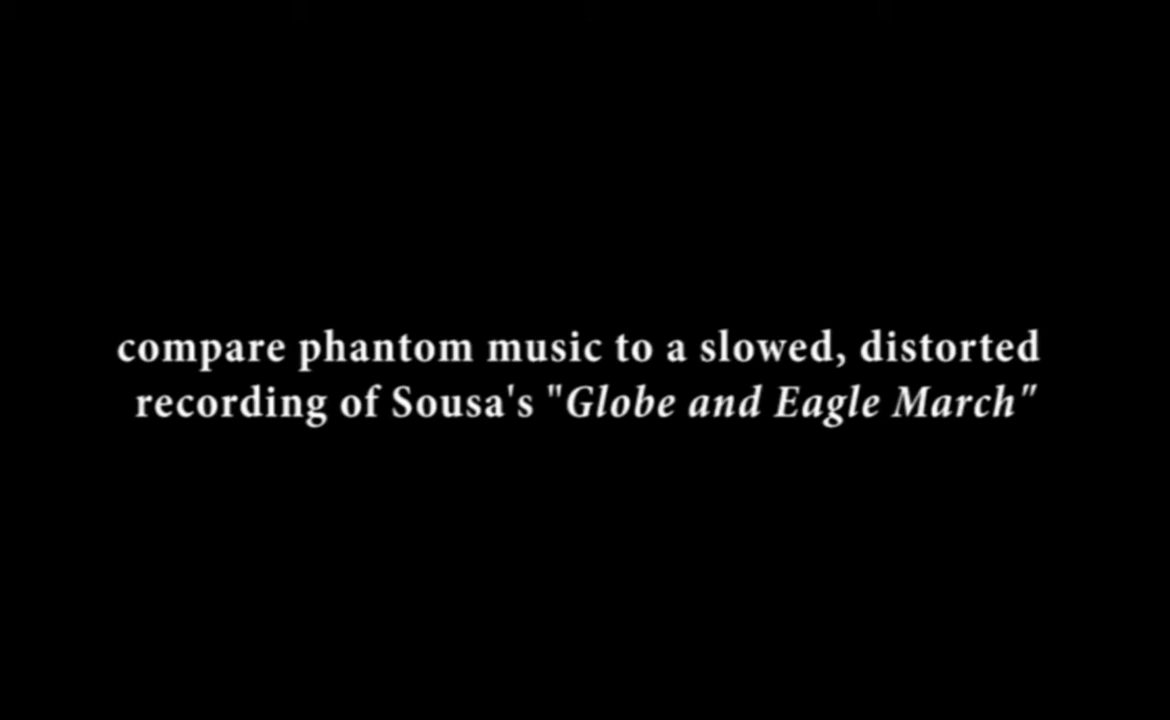 compare phantom music to a slowed, distorted
recording of Sousa's "Globe and Eagle March"